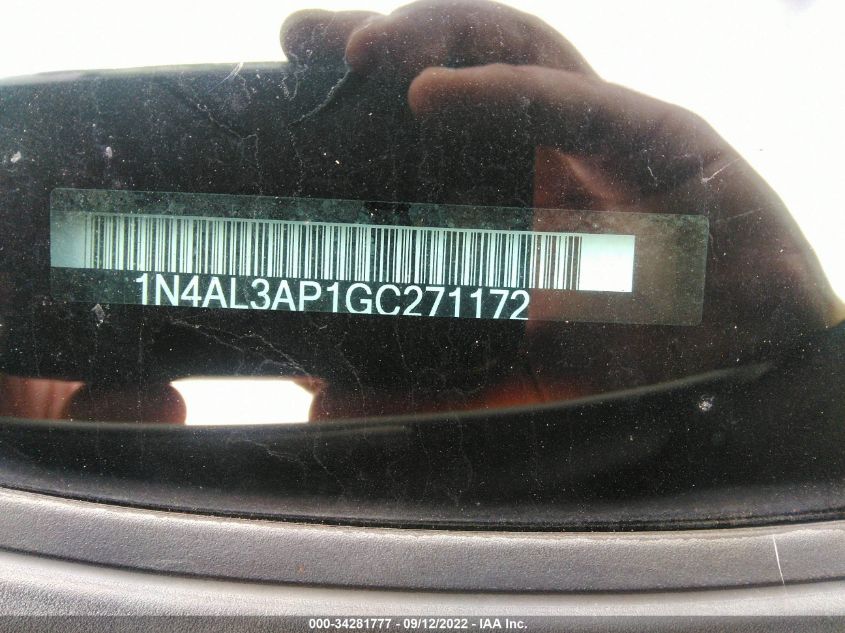 1N4AL3AP1GC271172
000-34281777 - 09/12/2022 - IAA Inc.